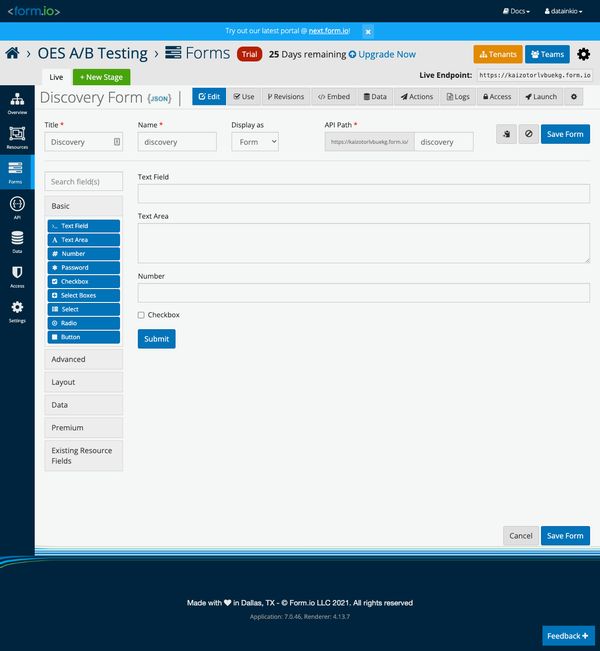 <form.io>
Docs
datainkio
Try out our latest portal @ next.form.io!
×
OES A/B Testing
Forms
Trial
25 Days remaining
Upgrade Now
Tenants
Teams
Live
+ New Stage
Live Endpoint:
https://kaizotorlvbuekg.form.io
Discovery Form {JSON} |
Edit
Use
Revisions
Embed
Data
Actions
Logs
Access
Launch
Overview
Resources
Forms
API
Data
Access
Settings
Title *
Name *
Display as
API Path *
Discovery
discovery
Form
https://kaizotorlvbuekg.form.io/
discovery
Save Form
Search field(s)
Basic
Text Field
Text Area
Number
Password
Checkbox
Select Boxes
Select
Radio
Button
Advanced
Layout
Data
Premium
Existing Resource
Fields
Text Field
Text Area
Number
Checkbox
Submit
Cancel
Save Form
Made with ♥ in Dallas, TX - © Form.io LLC 2021. All rights reserved
Application: 7.0.46, Renderer: 4.13.7
Feedback +